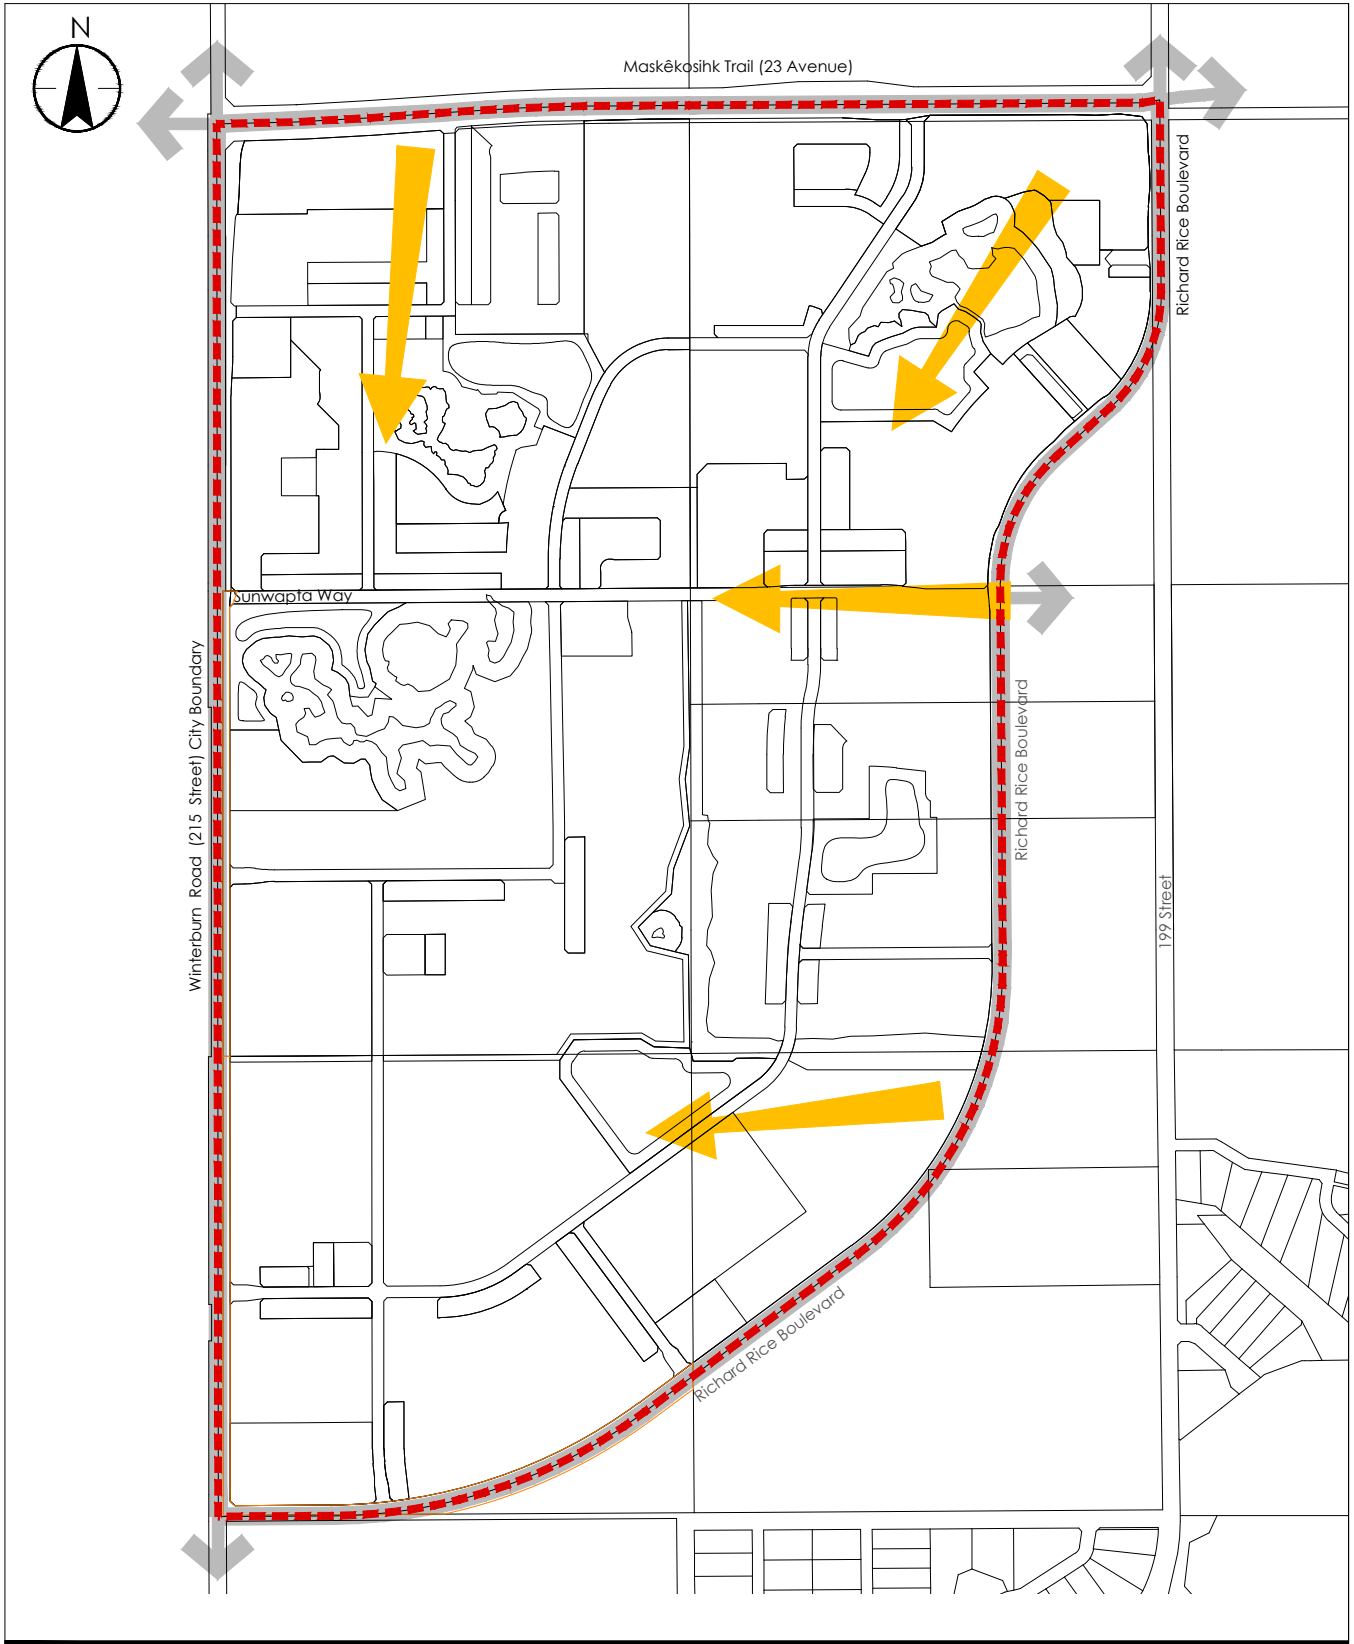 N
Maskêkosihk Trail (23 Avenue)
Richard Rice Boulevard
Sunwapta Way
Winterburn Road (215 Street) City Boundary
Richard Rice Boulevard
199 Street
Richard Rice Boulevard